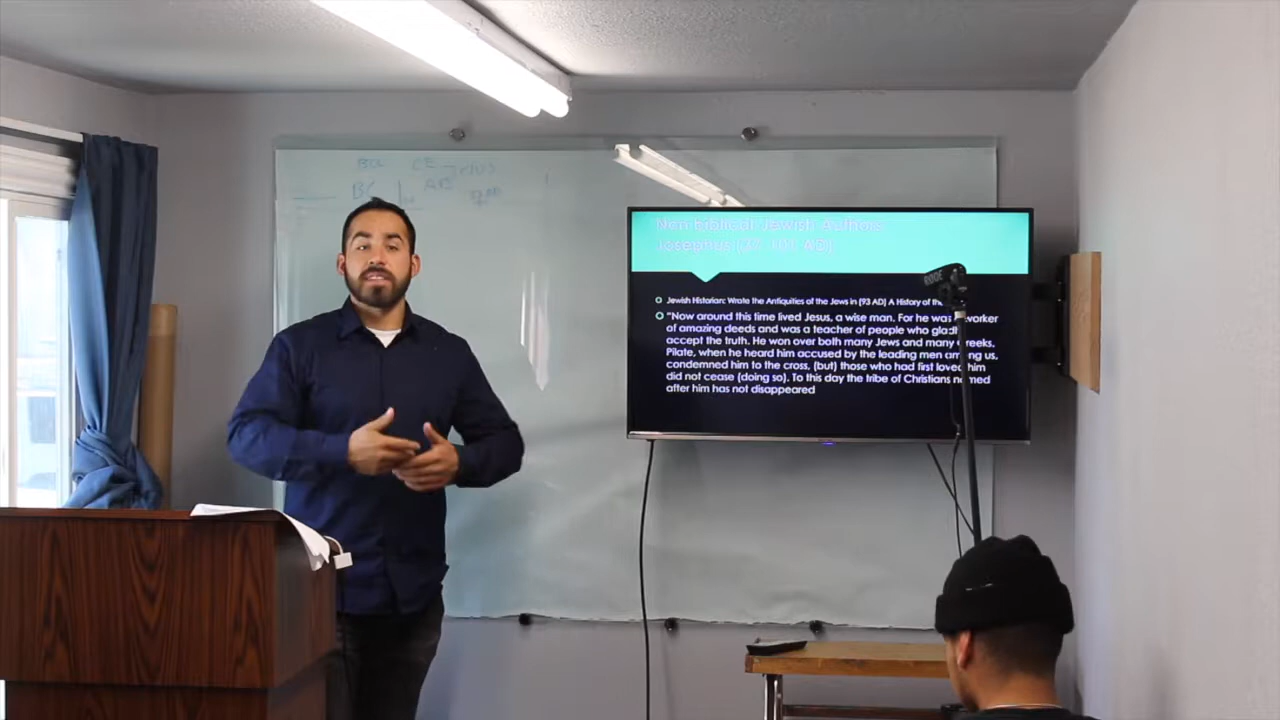 BCE CE
BC AD
Non Biblical Jewish Authors
Josephus (37-101 AD)
Jewish Historian: Wrote the Antiquities of the Jews in (93 AD) A History of the
"Now around this time lived Jesus, a wise man. For he was worker
of amazing deeds and was a teacher of people who gladly
accept the truth. He won over both many Jews and many Greeks.
Pilate, when he heard him accused by the leading men among us,
condemned him to the cross, (but) those who had first loved him
did not cease (doing so). To this day the tribe of Christians named
after him has not disappeared
RODE